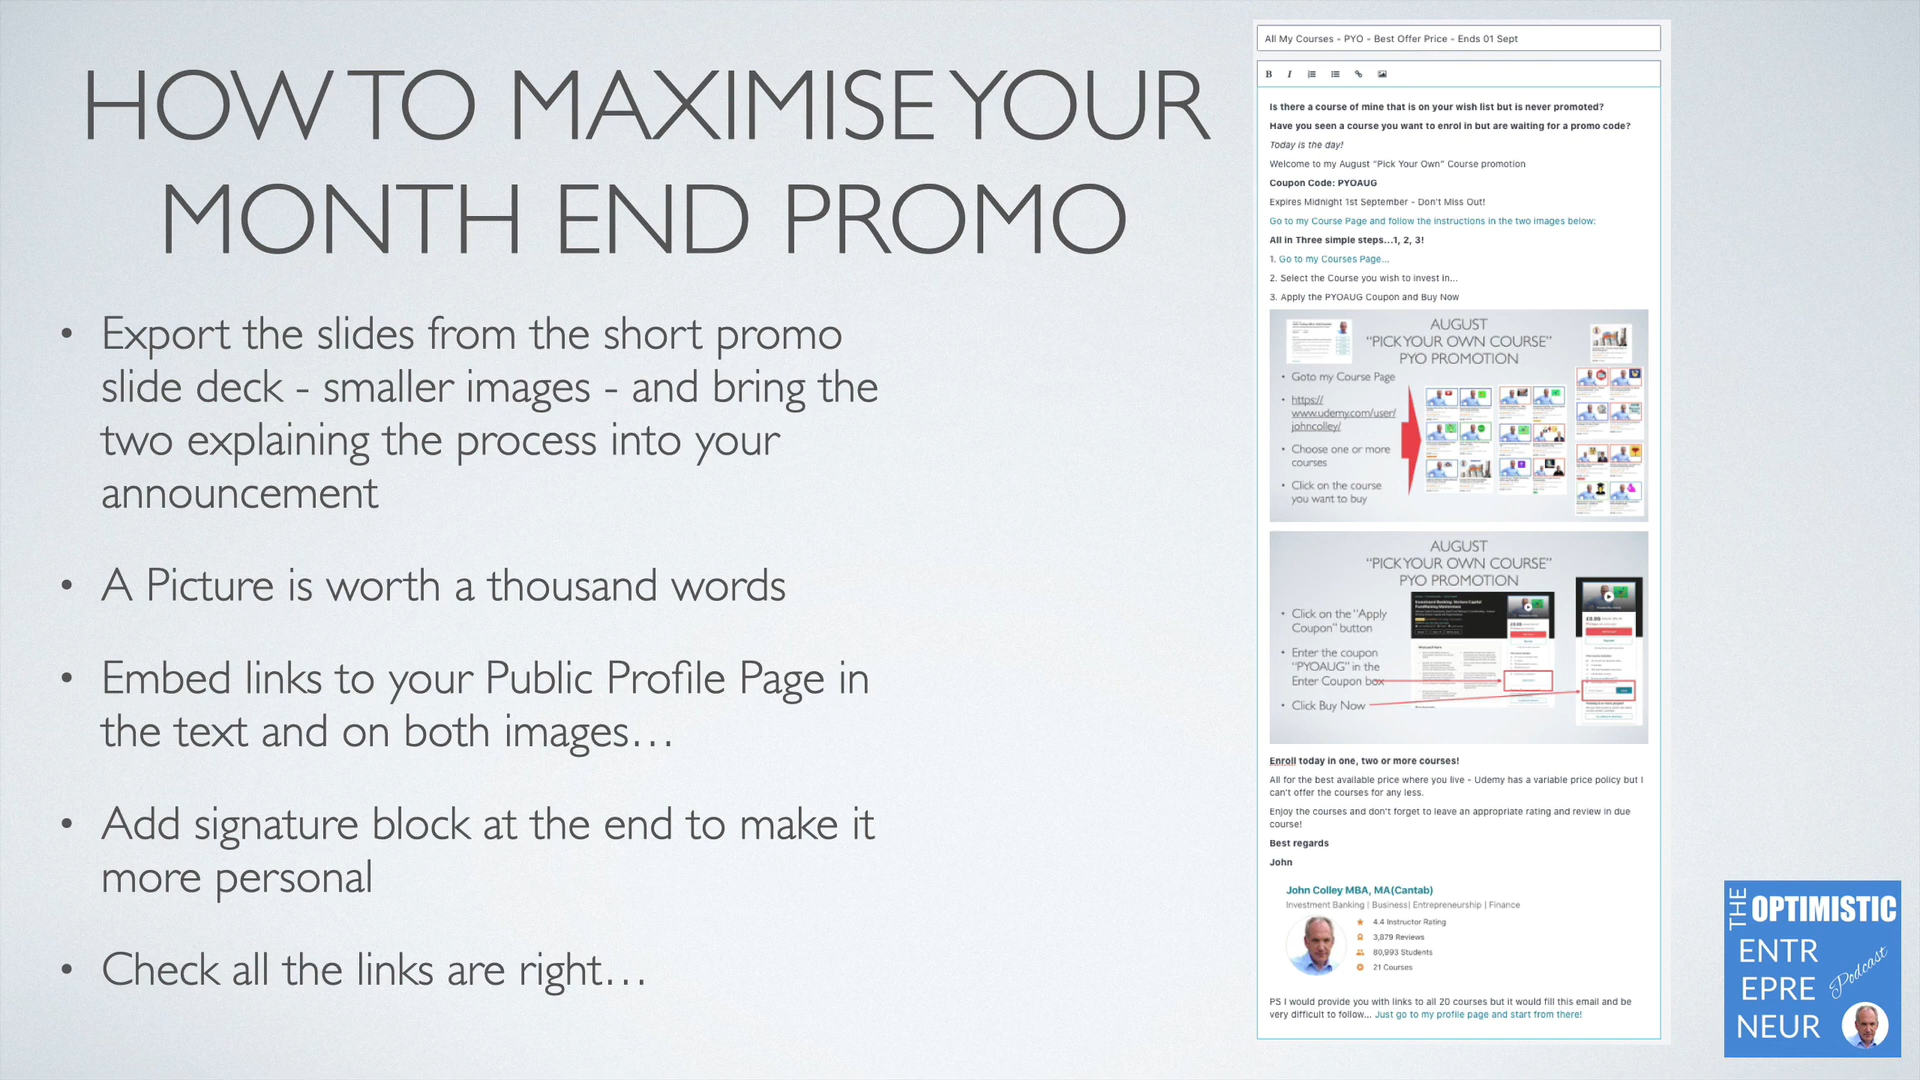 HOW TO MAXIMISE YOUR
MONTH END PROMO
• Export the slides from the short promo
slide deck - smaller images - and bring the
two explaining the process into your
announcement
• A Picture is worth a thousand words
• Embed links to your Public Profile Page in
the text and on both images…
• Add signature block at the end to make it
more personal
• Check all the links are right…
All My Courses - PYO - Best Offer Price - Ends 01 Sept
B I
Is there a course of mine that is on your wish list but is never promoted?
Have you seen a course you want to enrol in but are waiting for a promo code?
Today is the day!
Welcome to my August "Pick Your Own" Course promotion
Coupon Code: PYOAUG
Expires Midnight 1st September - Don't Miss Out!
Go to my Course Page and follow the instructions in the two images below:
All in Three simple steps...1, 2, 3!
1. Go to my Courses Page...
2. Select the Course you wish to invest in...
3. Apply the PYOAUG Coupon and Buy Now
AUGUST
"PICK YOUR OWN COURSE"
PYO PROMOTION
• Goto my Course Page
• https://
www.udemy.com/user/
johncolley/
• Choose one or more
courses
• Click on the course
you want to buy
AUGUST
"PICK YOUR OWN COURSE"
PYO PROMOTION
• Click on the "Apply
Coupon" button
• Enter the coupon
"PYOAUG" in the
Enter Coupon box
• Click Buy Now
Enroll today in one, two or more courses!
All for the best available price where you live - Udemy has a variable price policy but I
can't offer the courses for any less.
Enjoy the courses and don't forget to leave an appropriate rating and review in due
course!
Best regards
John
John Colley MBA, MA(Cantab)
Investment Banking | Business| Entrepreneurship | Finance
4.4 Instructor Rating
3,879 Reviews
80,993 Students
21 Courses
PS I would provide you with links to all 20 courses but it would fill this email and be
very difficult to follow... Just go to my profile page and start from there!
THE OPTIMISTIC
ENTR
EPRE
NEUR
Podcast